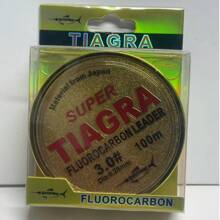 TIAGRA
Material from Japan
SUPER
TIAGRA
FLUOROCARBON LEADER
3.0# 100m
FLUOROCARBON